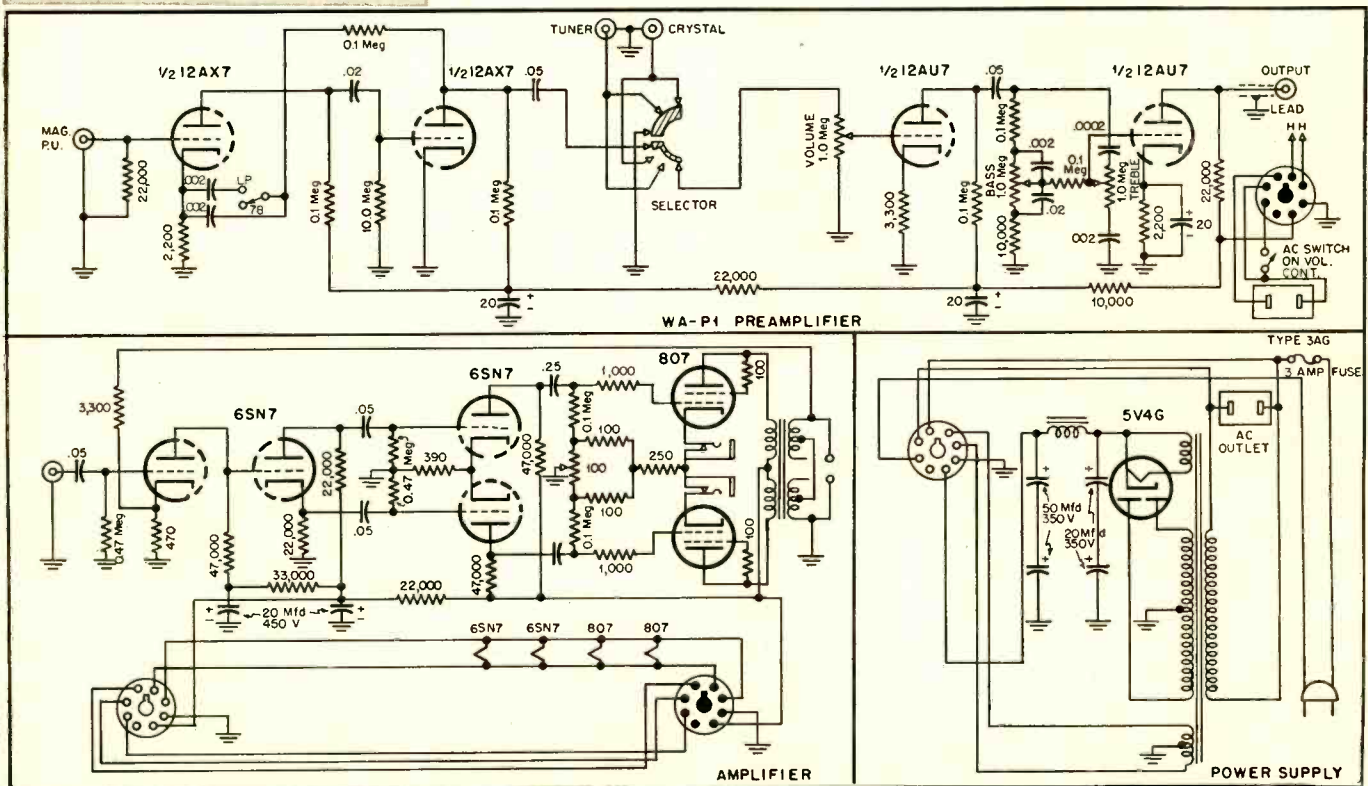 TUNER
CRYSTAL
0.1 Meg
1/2 12AX7
.02
1/2 12AX7
.05
1/2 12AU7
.05
1/2 12AU7
OUTPUT
LEAD
H H
MAG.
P.U.
22,000
.002
LP
.002
78
2,200
0.1 Meg
10.0 Meg
0.1 Meg
SELECTOR
VOLUME
1.0 Meg
3,300
0.1 Meg
0.1 Meg
BASS
1.0 Meg
10,000
.002
.02
0.1
Meg
.0002
1.0 Meg
TREBLE
.002
2,200
+
20
-
22,000
AC SWITCH
ON VOL.
CONT.
20
+
-
22,000
20
+
-
10,000
WA-P1 PREAMPLIFIER
3,300
.05
0.47 Meg
470
6SN7
47,000
22,000
33,000
22,000
+
-
20 Mfd
450 V
+
-
.05
.05
0.47 Meg
390
6SN7
47,000
47,000
22,000
.25
0.1 Meg
0.1 Meg
1,000
1,000
100
100
100
250
807
100
100
6SN7
6SN7
807
807
AMPLIFIER
TYPE 3AG
3 AMP FUSE
5V4G
AC
OUTLET
+
+
50 Mfd
350 V
20 Mfd
350V
+
+
POWER SUPPLY